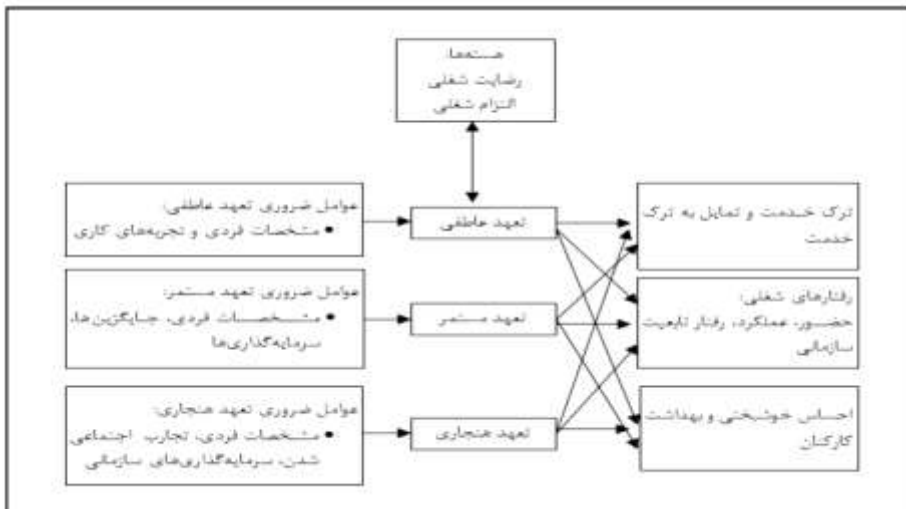 هسته‌ها:
رضایت شغلی
التزام شغلی
عوامل ضروری تعهد عاطفی:
• مشخصات فردی و تجربه‌های کاری
تعهد عاطفی
ترک خدمت و تمایل به ترک
خدمت
عوامل ضروری تعهد مستمر:
• مشخصات فردی، جایگزین‌ها،
سرمایه‌گذاری‌ها
تعهد مستمر
رفتارهای شغلی:
حضور، عملکرد، رفتار تابعیت
سازمانی
عوامل ضروری تعهد هنجاری:
• مشخصات فردی، تجارب اجتماعی
شدن، سرمایه‌گذاری‌های سازمانی
تعهد هنجاری
احساس خوشبختی و بهداشت
کارکنان